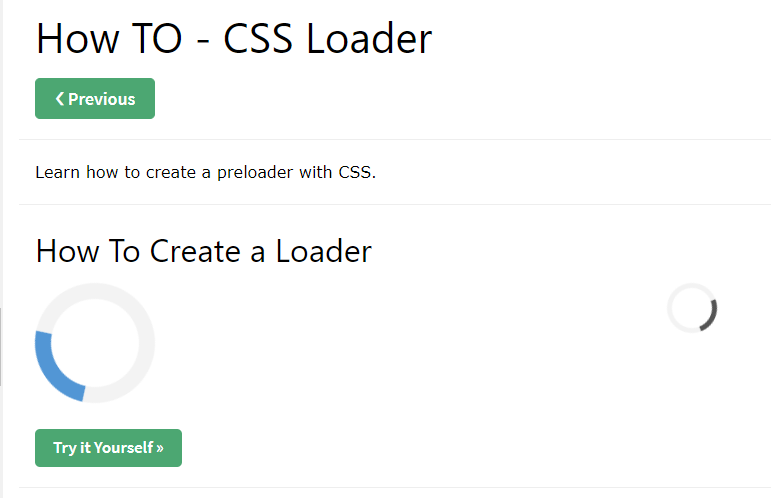 How TO - CSS Loader
❮ Previous
Learn how to create a preloader with CSS.
How To Create a Loader
Try it Yourself »